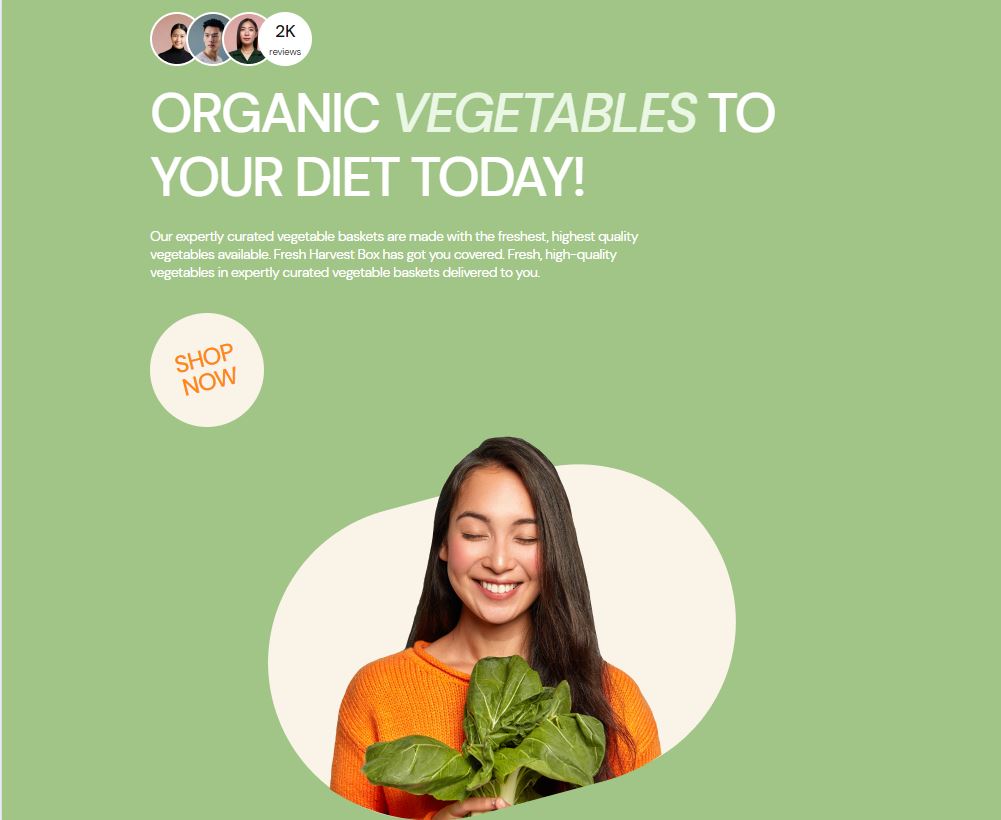 2K
reviews
ORGANIC VEGETABLES TO
YOUR DIET TODAY!
Our expertly curated vegetable baskets are made with the freshest, highest quality
vegetables available. Fresh Harvest Box has got you covered. Fresh, high-quality
vegetables in expertly curated vegetable baskets delivered to you.
SHOP
NOW